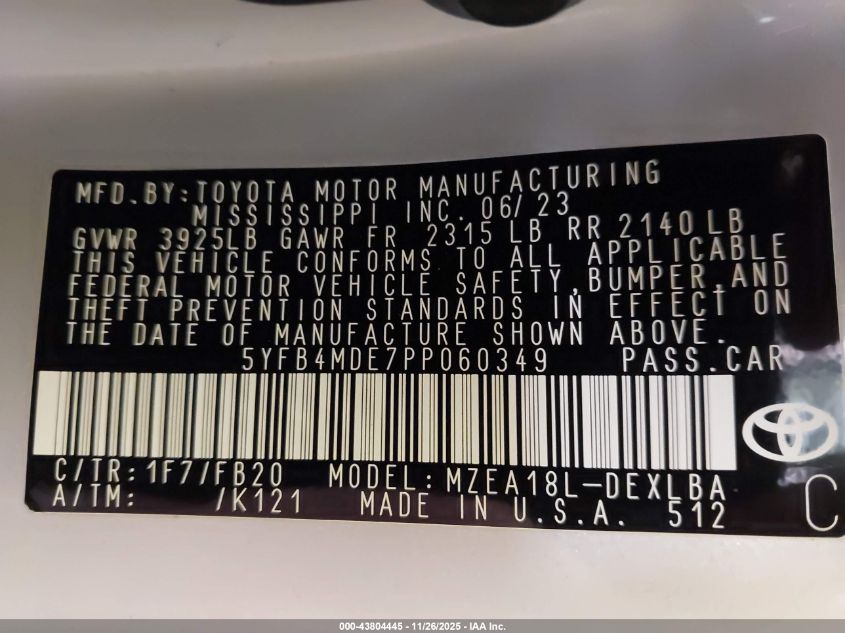 MFD.BY:TOYOTA MOTOR MANUFACTURING
MISSISSIPPI INC. 06/23
GVWR 3925LB GAWR FR 2315 LB RR 2140 LB
THIS VEHICLE CONFORMS TO ALL APPLICABLE
FEDERAL MOTOR VEHICLE SAFETY,BUMPER,AND
THEFT PREVENTION STANDARDS IN EFFECT ON
THE DATE OF MANUFACTURE SHOWN ABOVE.
5YFB4MDE7PP060349 PASS.CAR
C/TR: 1F7/FB20 MODEL: MZEA18L-DEXLBA
A/TM: /K121 MADE IN U.S.A. 512
C
000-43804445 - 11/26/2025 - IAA Inc.